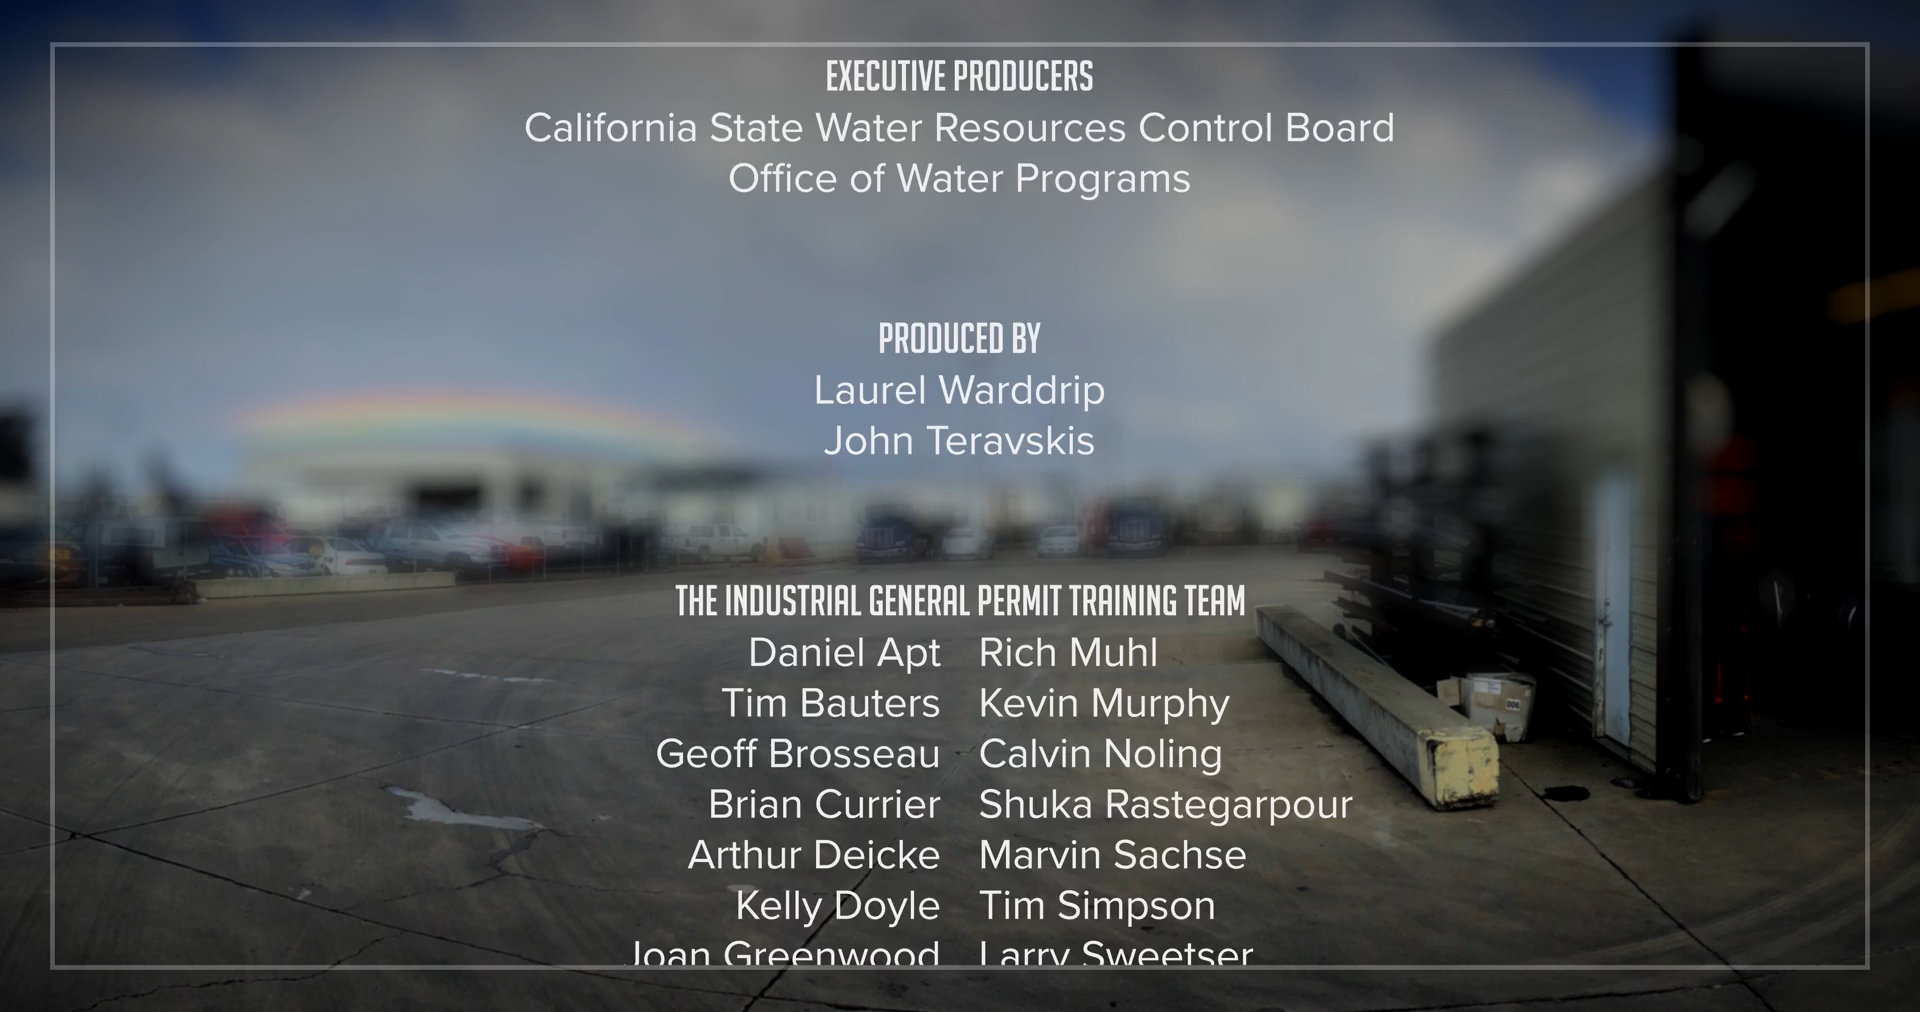 EXECUTIVE PRODUCERS
California State Water Resources Control Board
Office of Water Programs
PRODUCED BY
Laurel Warddrip
John Teravskis
THE INDUSTRIAL GENERAL PERMIT TRAINING TEAM
Daniel Apt Rich Muhl
Tim Bauters Kevin Murphy
Geoff Brosseau Calvin Noling
Brian Currier Shuka Rastegarpour
Arthur Deicke Marvin Sachse
Kelly Doyle Tim Simpson
Joan Greenwood Larry Sweetser